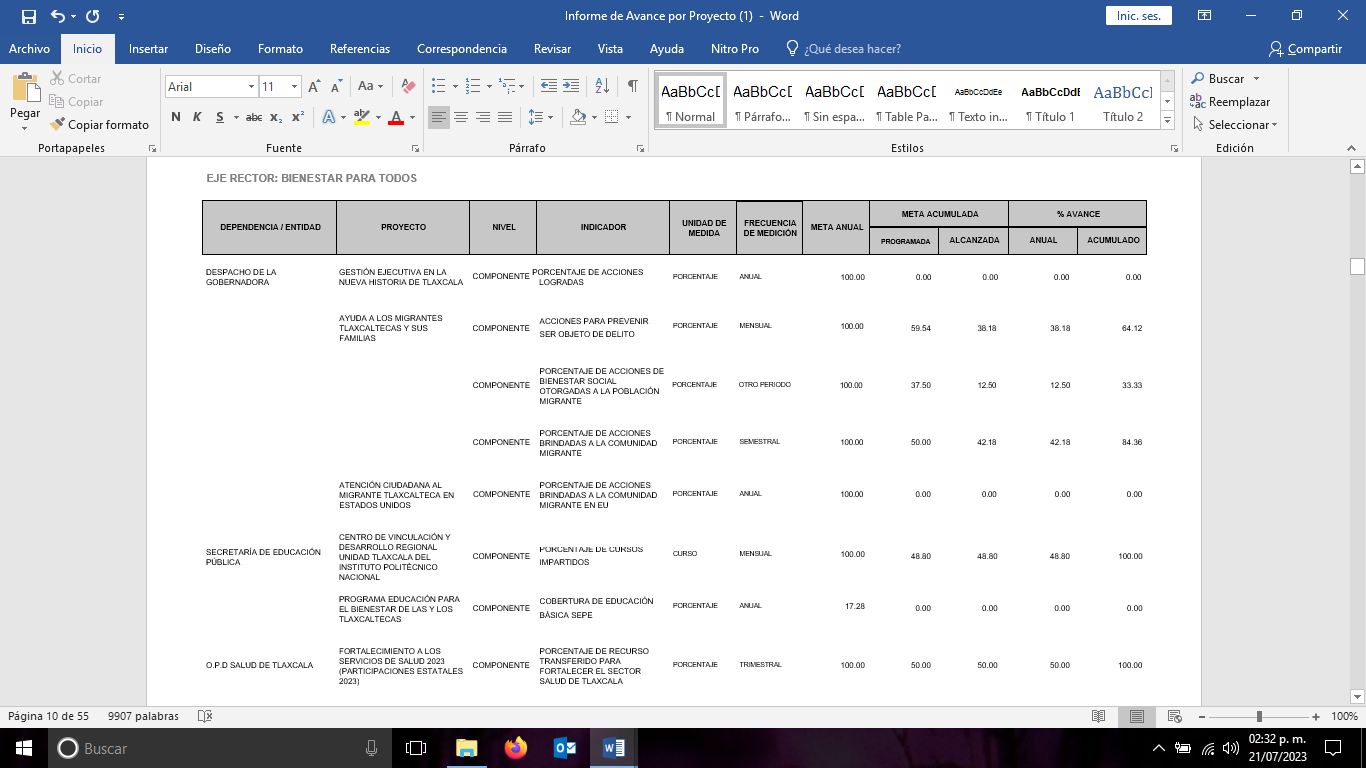 Informe de Avance por Proyecto (1) - Word
Inic. ses.
Archivo Inicio Insertar Diseño Formato Referencias Correspondencia Revisar Vista Ayuda Nitro Pro ¿Qué desea hacer? Compartir
Pegar
Cortar
Copiar
Copiar formato
Portapapeles
Arial 11
N K S abc x₂ x²
Fuente
Párrafo
AaBbCcI AaBbCcI AaBbCcI AaBbCcI AaBbCcDdEe AaBbCcDdI AaBbCcI
¶ Normal ¶ Párrafo... ¶ Sin espa... ¶ Table Pa... ¶ Texto in... ¶ Título 1 Título 2
Estilos
Buscar
Reemplazar
Seleccionar
Edición
EJE RECTOR: BIENESTAR PARA TODOS
DEPENDENCIA / ENTIDAD PROYECTO NIVEL INDICADOR UNIDAD DE MEDIDA FRECUENCIA DE MEDICIÓN META ANUAL META ACUMULADA % AVANCE
PROGRAMADA ALCANZADA ANUAL ACUMULADO
DESPACHO DE LA
GOBERNADORA
GESTIÓN EJECUTIVA EN LA
NUEVA HISTORIA DE TLAXCALA
COMPONENTE
PORCENTAJE DE ACCIONES
LOGRADAS
PORCENTAJE ANUAL 100.00 0.00 0.00 0.00 0.00
AYUDA A LOS MIGRANTES
TLAXCALTECAS Y SUS
FAMILIAS
COMPONENTE
ACCIONES PARA PREVENIR
SER OBJETO DE DELITO
PORCENTAJE MENSUAL 100.00 59.54 38.18 38.18 64.12
COMPONENTE
PORCENTAJE DE ACCIONES DE
BIENESTAR SOCIAL
OTORGADAS A LA POBLACIÓN
MIGRANTE
PORCENTAJE OTRO PERIODO 100.00 37.50 12.50 12.50 33.33
COMPONENTE
PORCENTAJE DE ACCIONES
BRINDADAS A LA COMUNIDAD
MIGRANTE
PORCENTAJE SEMESTRAL 100.00 50.00 42.18 42.18 84.36
ATENCIÓN CIUDADANA AL
MIGRANTE TLAXCALTECA EN
ESTADOS UNIDOS
COMPONENTE
PORCENTAJE DE ACCIONES
BRINDADAS A LA COMUNIDAD
MIGRANTE EN EU
PORCENTAJE ANUAL 100.00 0.00 0.00 0.00 0.00
SECRETARÍA DE EDUCACIÓN
PÚBLICA
CENTRO DE VINCULACIÓN Y
DESARROLLO REGIONAL
UNIDAD TLAXCALA DEL
INSTITUTO POLITÉCNICO
NACIONAL
COMPONENTE
PORCENTAJE DE CURSOS
IMPARTIDOS
CURSO MENSUAL 100.00 48.80 48.80 48.80 100.00
PROGRAMA EDUCACIÓN PARA
EL BIENESTAR DE LAS Y LOS
TLAXCALTECAS
COMPONENTE
COBERTURA DE EDUCACIÓN
BÁSICA SEPE
PORCENTAJE ANUAL 17.28 0.00 0.00 0.00 0.00
O.P.D SALUD DE TLAXCALA
FORTALECIMIENTO A LOS
SERVICIOS DE SALUD 2023
(PARTICIPACIONES ESTATALES
2023)
COMPONENTE
PORCENTAJE DE RECURSO
TRANSFERIDO PARA
FORTALECER EL SECTOR
SALUD DE TLAXCALA
PORCENTAJE TRIMESTRAL 100.00 50.00 50.00 50.00 100.00
Página 10 de 55 9907 palabras 100%
Buscar
02:32 p. m.
21/07/2023